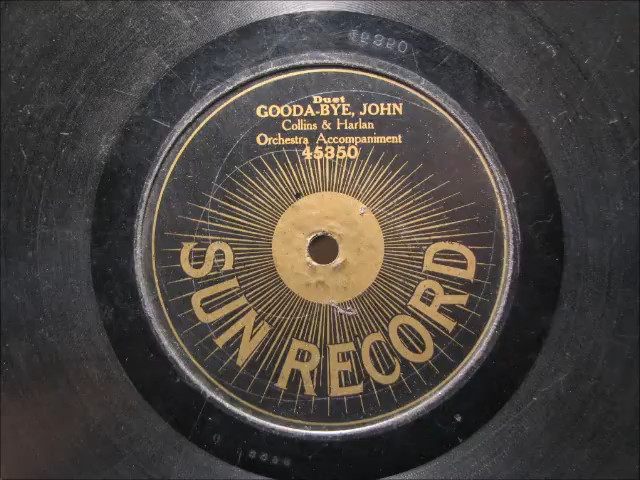 Duet
GOODA-BYE, JOHN
Collins & Harlan
Orchestra Accompaniment
45350
SUN RECORD